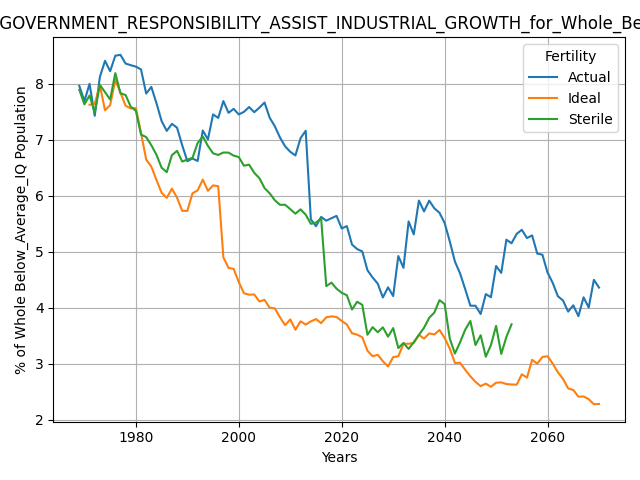 GOVERNMENT_RESPONSIBILITY_ASSIST_INDUSTRIAL_GROWTH_for_Whole_Be
Fertility
Actual
Ideal
Sterile
% of Whole Below_Average_IQ Population
8
7
6
5
4
3
2
1980
2000
2020
2040
2060
Years